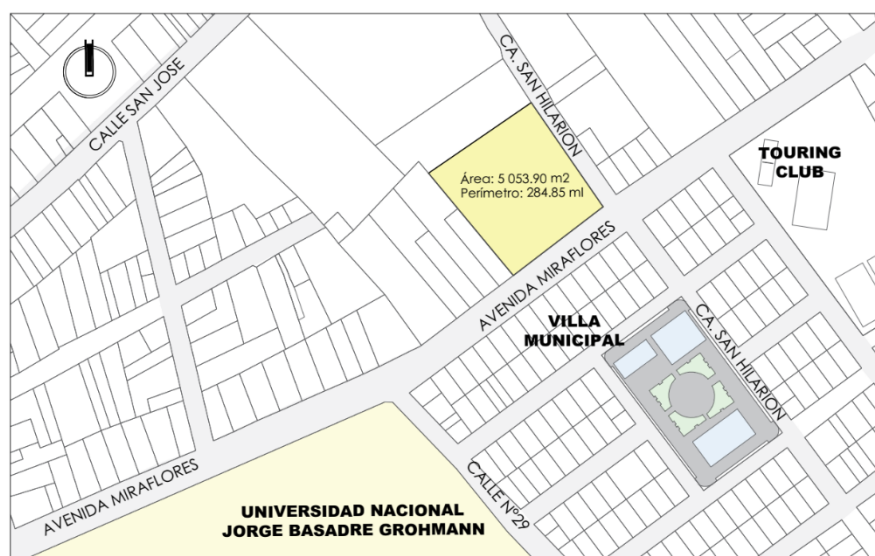 CALLE SAN JOSE
CA. SAN HILARION
TOURING
CLUB
Área: 5 053.90 m2
Perímetro: 284.85 ml
AVENIDA MIRAFLORES
VILLA
MUNICIPAL
CA. SAN HILARION
AVENIDA MIRAFLORES
CALLE Nº29
UNIVERSIDAD NACIONAL
JORGE BASADRE GROHMANN